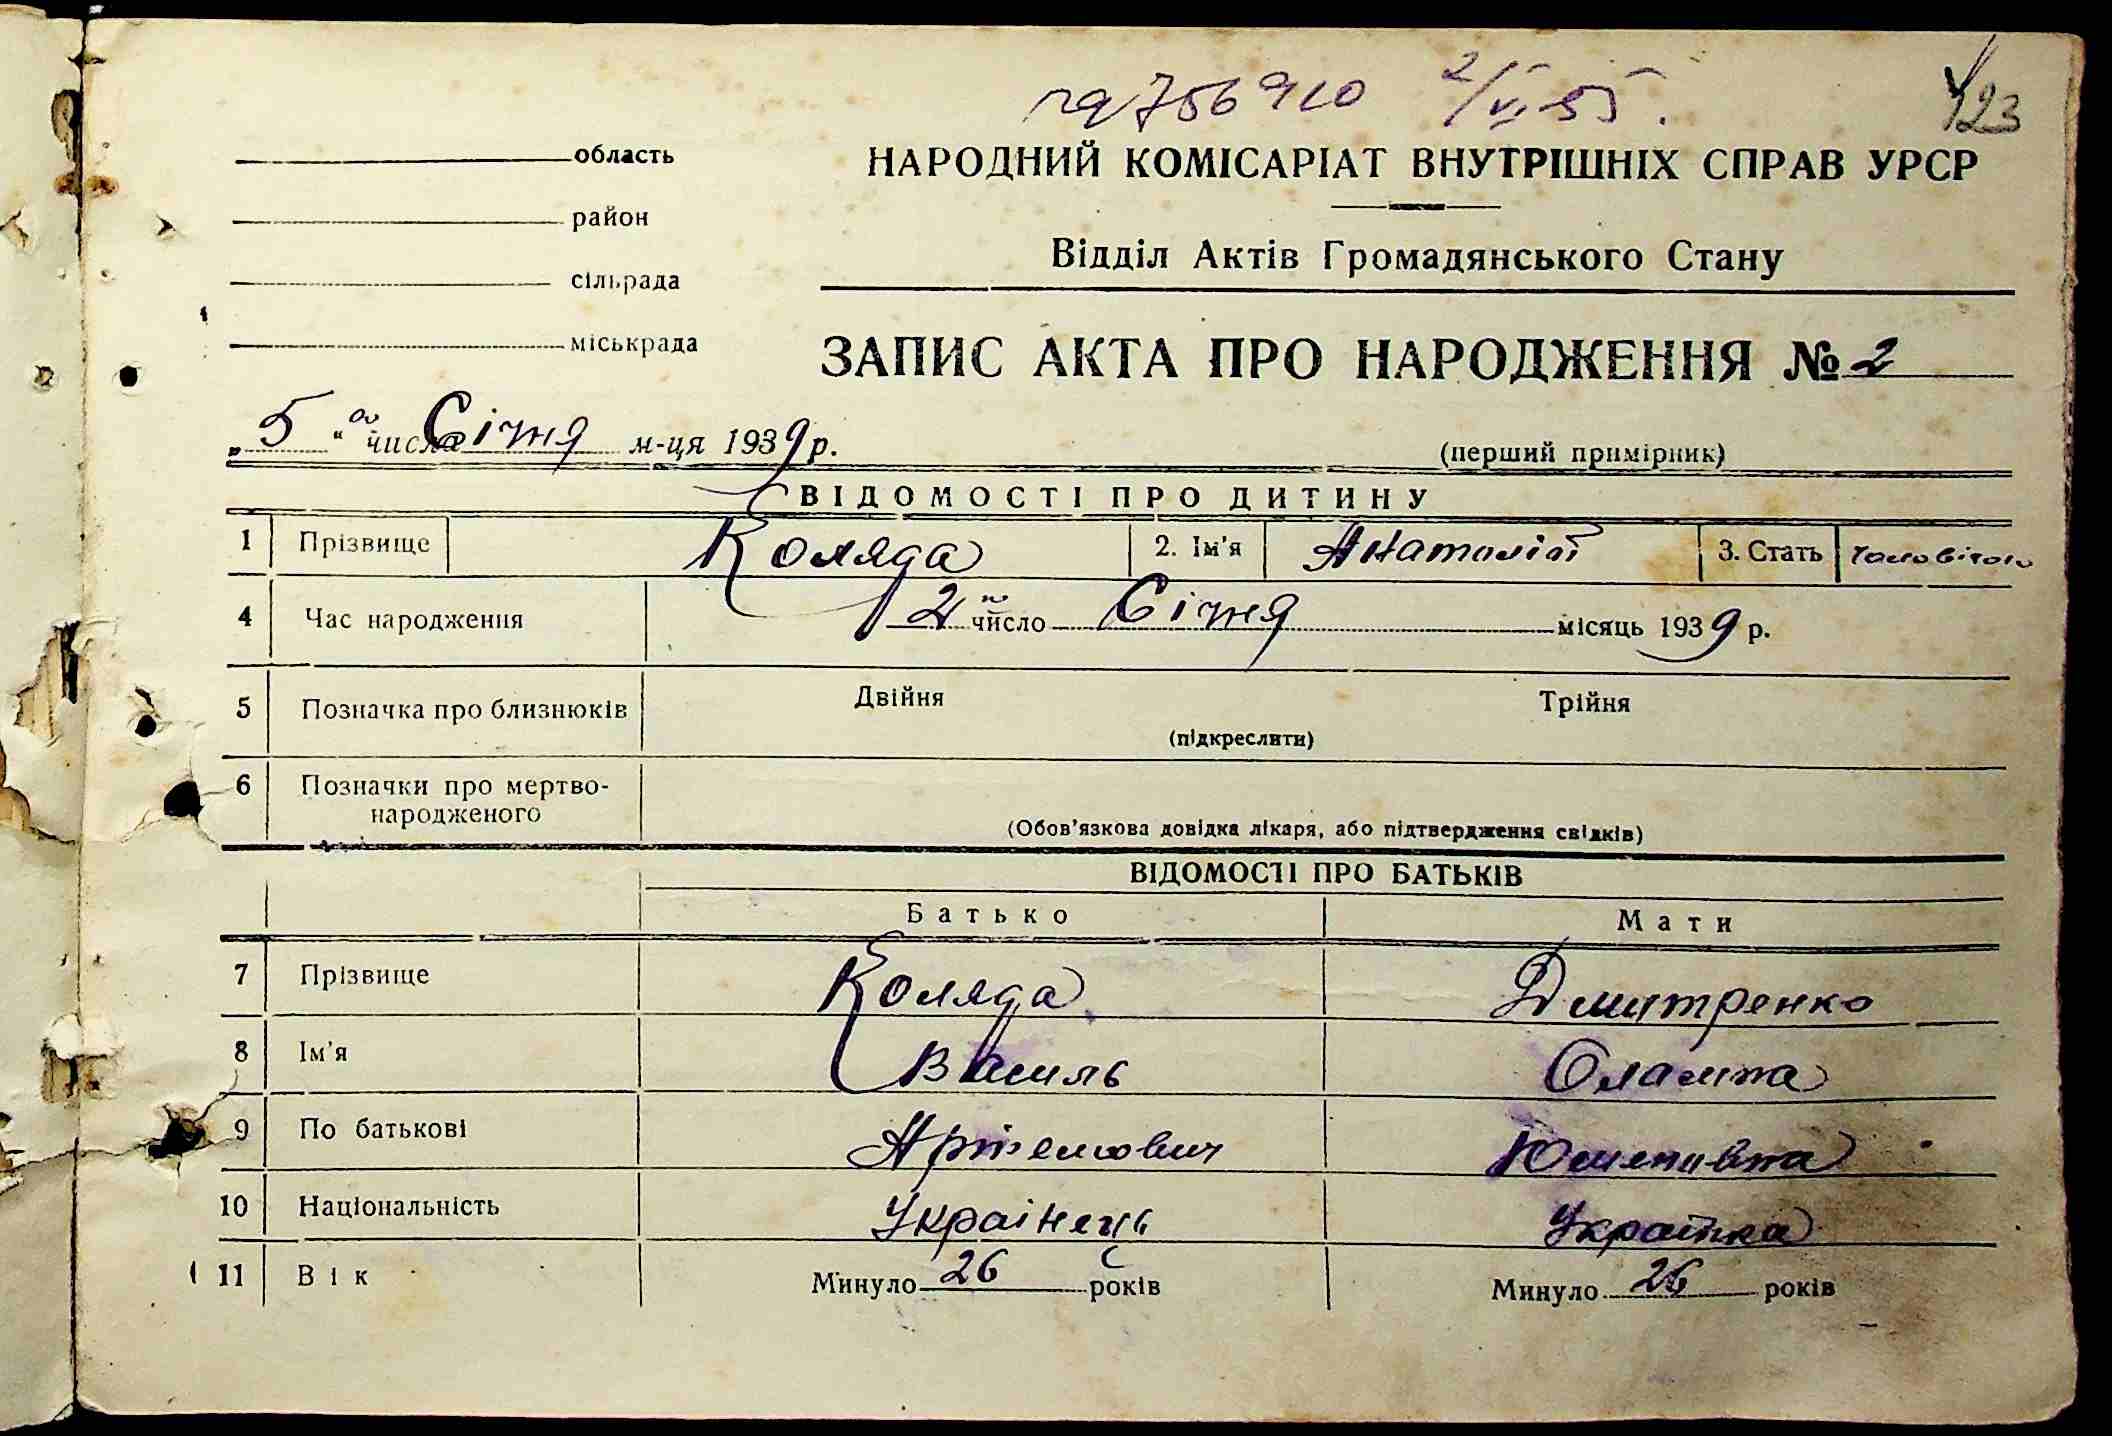 756910 2/VI 55.
123
область
район
сільрада
міськрада
НАРОДНИЙ КОМІСАРІАТ ВНУТРІШНІХ СПРАВ УРСР
Відділ Актів Громадянського Стану
ЗАПИС АКТА ПРО НАРОДЖЕННЯ № 2
„5“ числа Січня м-ця 1939 р.
(перший примірник)
ВІДОМОСТІ ПРО ДИТИНУ
1 Прізвище Коляда 2. Ім'я Анатолій 3. Стать
4 Час народження 2 число Січня місяць 1939 р.
5 Позначка про близнюків Двійня Трійня
(підкреслити)
6 Позначки про мертво-
народженого
(Обов'язкова довідка лікаря, або підтвердження свідків)
ВІДОМОСТІ ПРО БАТЬКІВ
Батько Мати
7 Прізвище Коляда Дмитренко
8 Ім'я Василь
9 По батькові Артемович
10 Національність Українець Українка
11 Вік Минуло 26 років Минуло 26 років